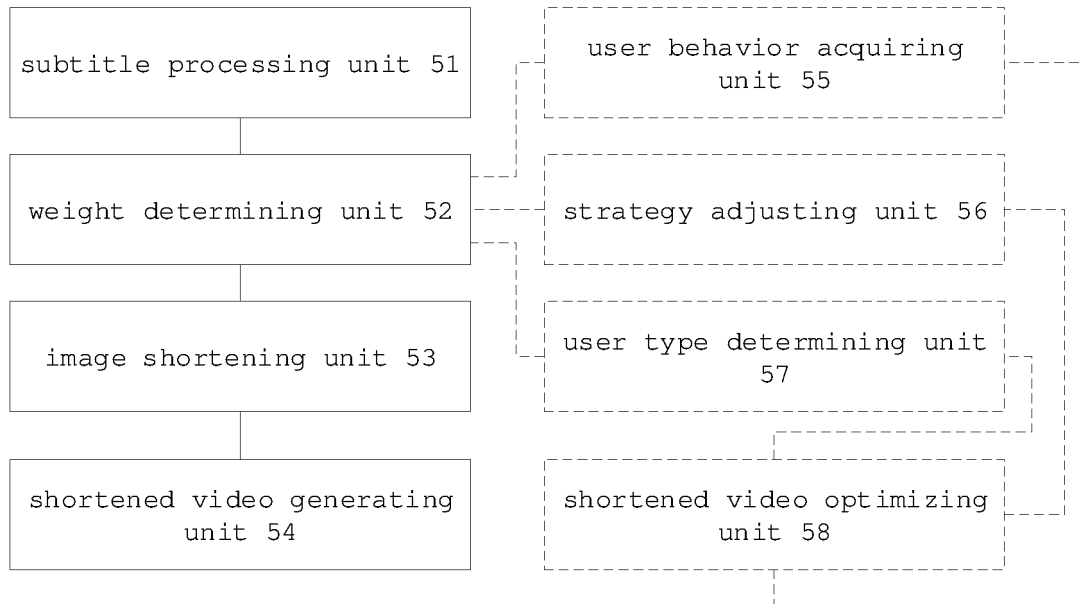 subtitle processing unit 51
weight determining unit 52
image shortening unit 53
shortened video generating
unit 54
user behavior acquiring
unit 55
strategy adjusting unit 56
user type determining unit
57
shortened video optimizing
unit 58